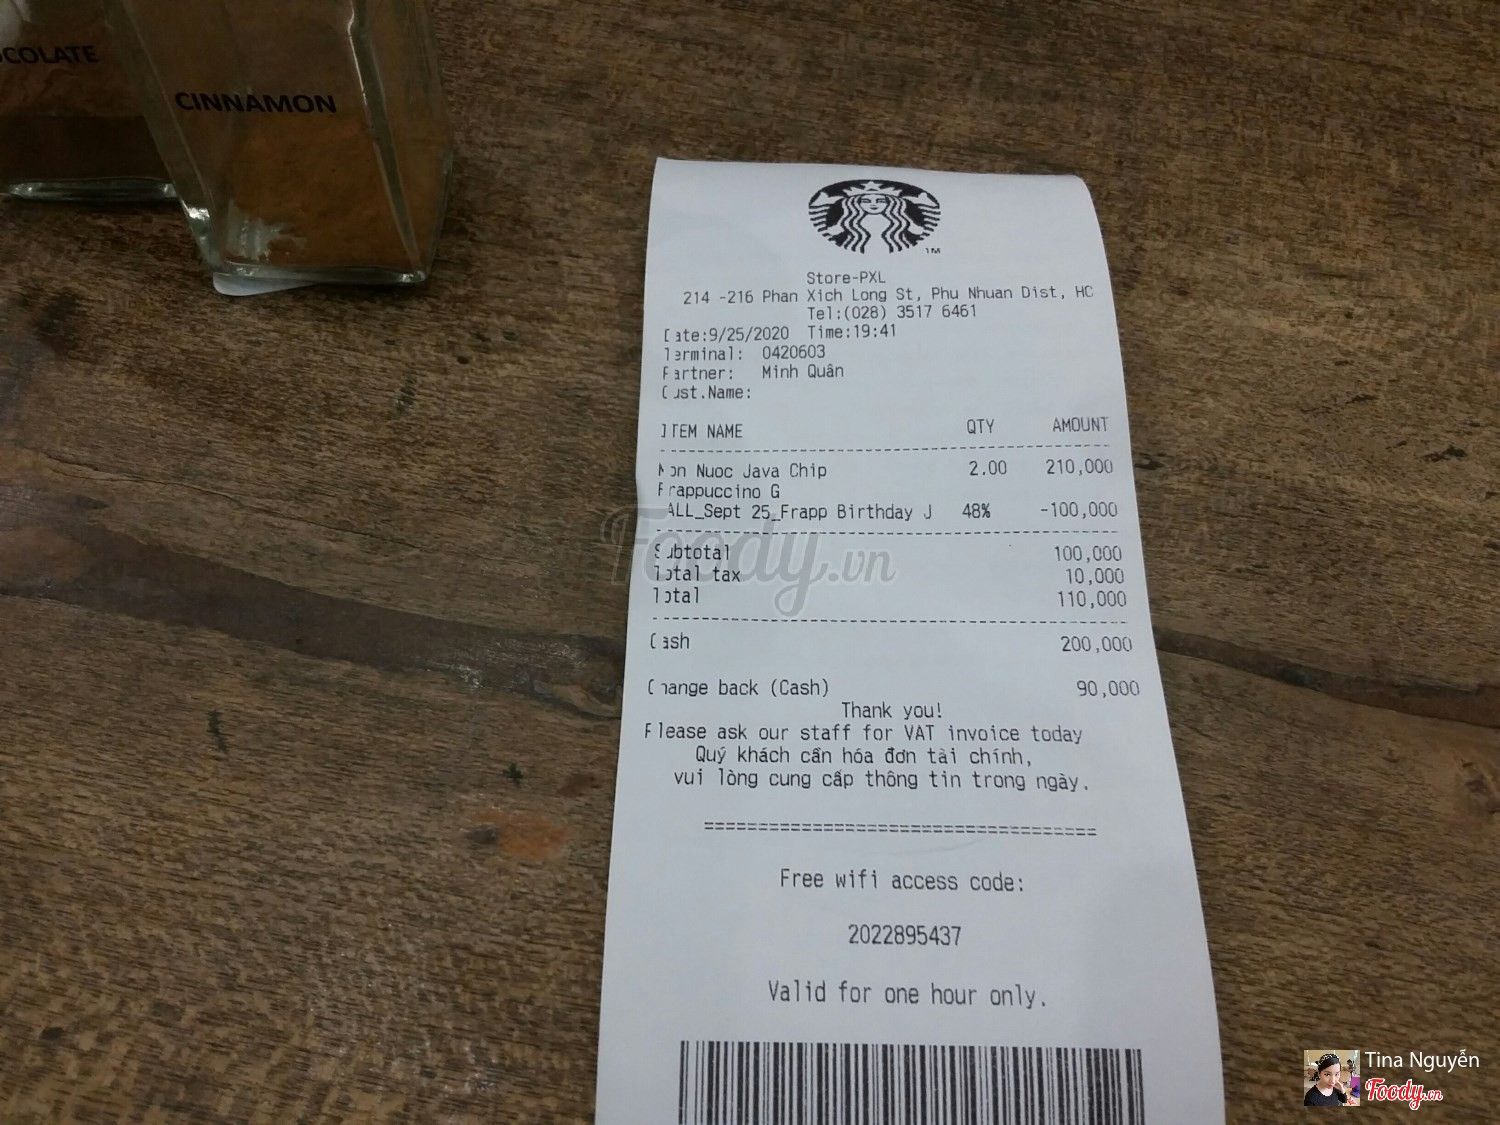 COLATE
CINNAMON
TM
Store-PXL
214 -216 Phan Xich Long St, Phu Nhuan Dist, HC
Tel:(028) 3517 6461
Date:9/25/2020 Time:19:41
Terminal: 0420603
Partner: Minh Quân
Cust.Name:
ITEM NAME QTY AMOUNT
Mon Nuoc Java Chip 2.00 210,000
Frappuccino G
ALL_Sept 25_Frapp Birthday J 48% -100,000
Subtotal 100,000
Total tax 10,000
Total 110,000
Cash 200,000
Change back (Cash) 90,000
Thank you!
Please ask our staff for VAT invoice today
Quý khách cần hóa đơn tài chính,
vui lòng cung cấp thông tin trong ngày.
====================================
Free wifi access code:
2022895437
Valid for one hour only.
Foody.vn
Tina Nguyễn
Foody.vn